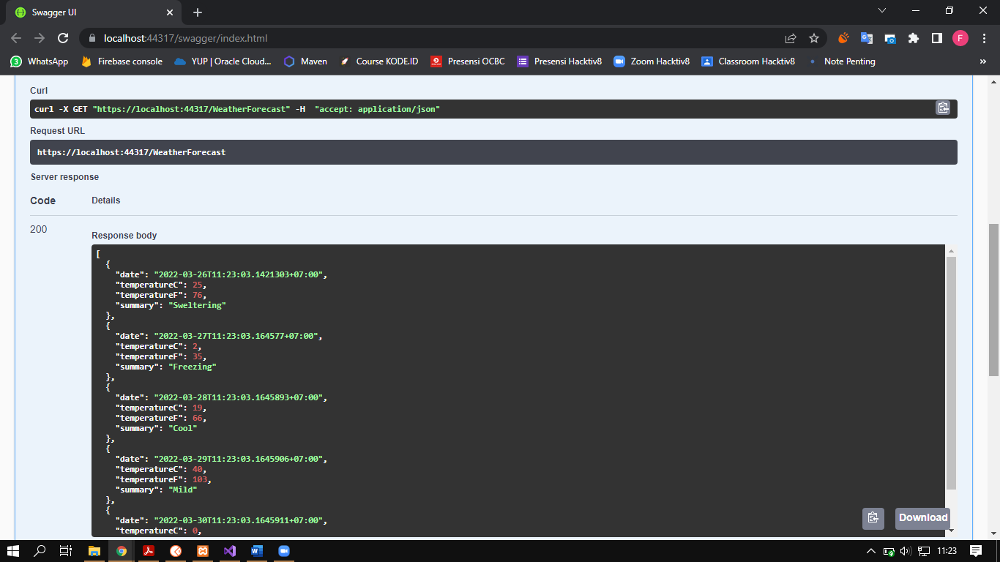 Swagger UI
localhost:44317/swagger/index.html
F
3
WhatsApp
Firebase console
YUP | Oracle Cloud...
Maven
Course KODE.ID
Presensi OCBC
Presensi Hacktiv8
Zoom Hacktiv8
Classroom Hacktiv8
Note Penting
»
Curl
curl -X GET "https://localhost:44317/WeatherForecast" -H  "accept: application/json"
Request URL
https://localhost:44317/WeatherForecast
Server response
Code Details
200
Response body
[
  {
    "date": "2022-03-26T11:23:03.1421303+07:00",
    "temperatureC": 25,
    "temperatureF": 76,
    "summary": "Sweltering"
  },
  {
    "date": "2022-03-27T11:23:03.164577+07:00",
    "temperatureC": 2,
    "temperatureF": 35,
    "summary": "Freezing"
  },
  {
    "date": "2022-03-28T11:23:03.1645893+07:00",
    "temperatureC": 19,
    "temperatureF": 66,
    "summary": "Cool"
  },
  {
    "date": "2022-03-29T11:23:03.1645906+07:00",
    "temperatureC": 40,
    "temperatureF": 103,
    "summary": "Mild"
  },
  {
    "date": "2022-03-30T11:23:03.1645911+07:00",
    "temperatureC": 0,
Download
11:23